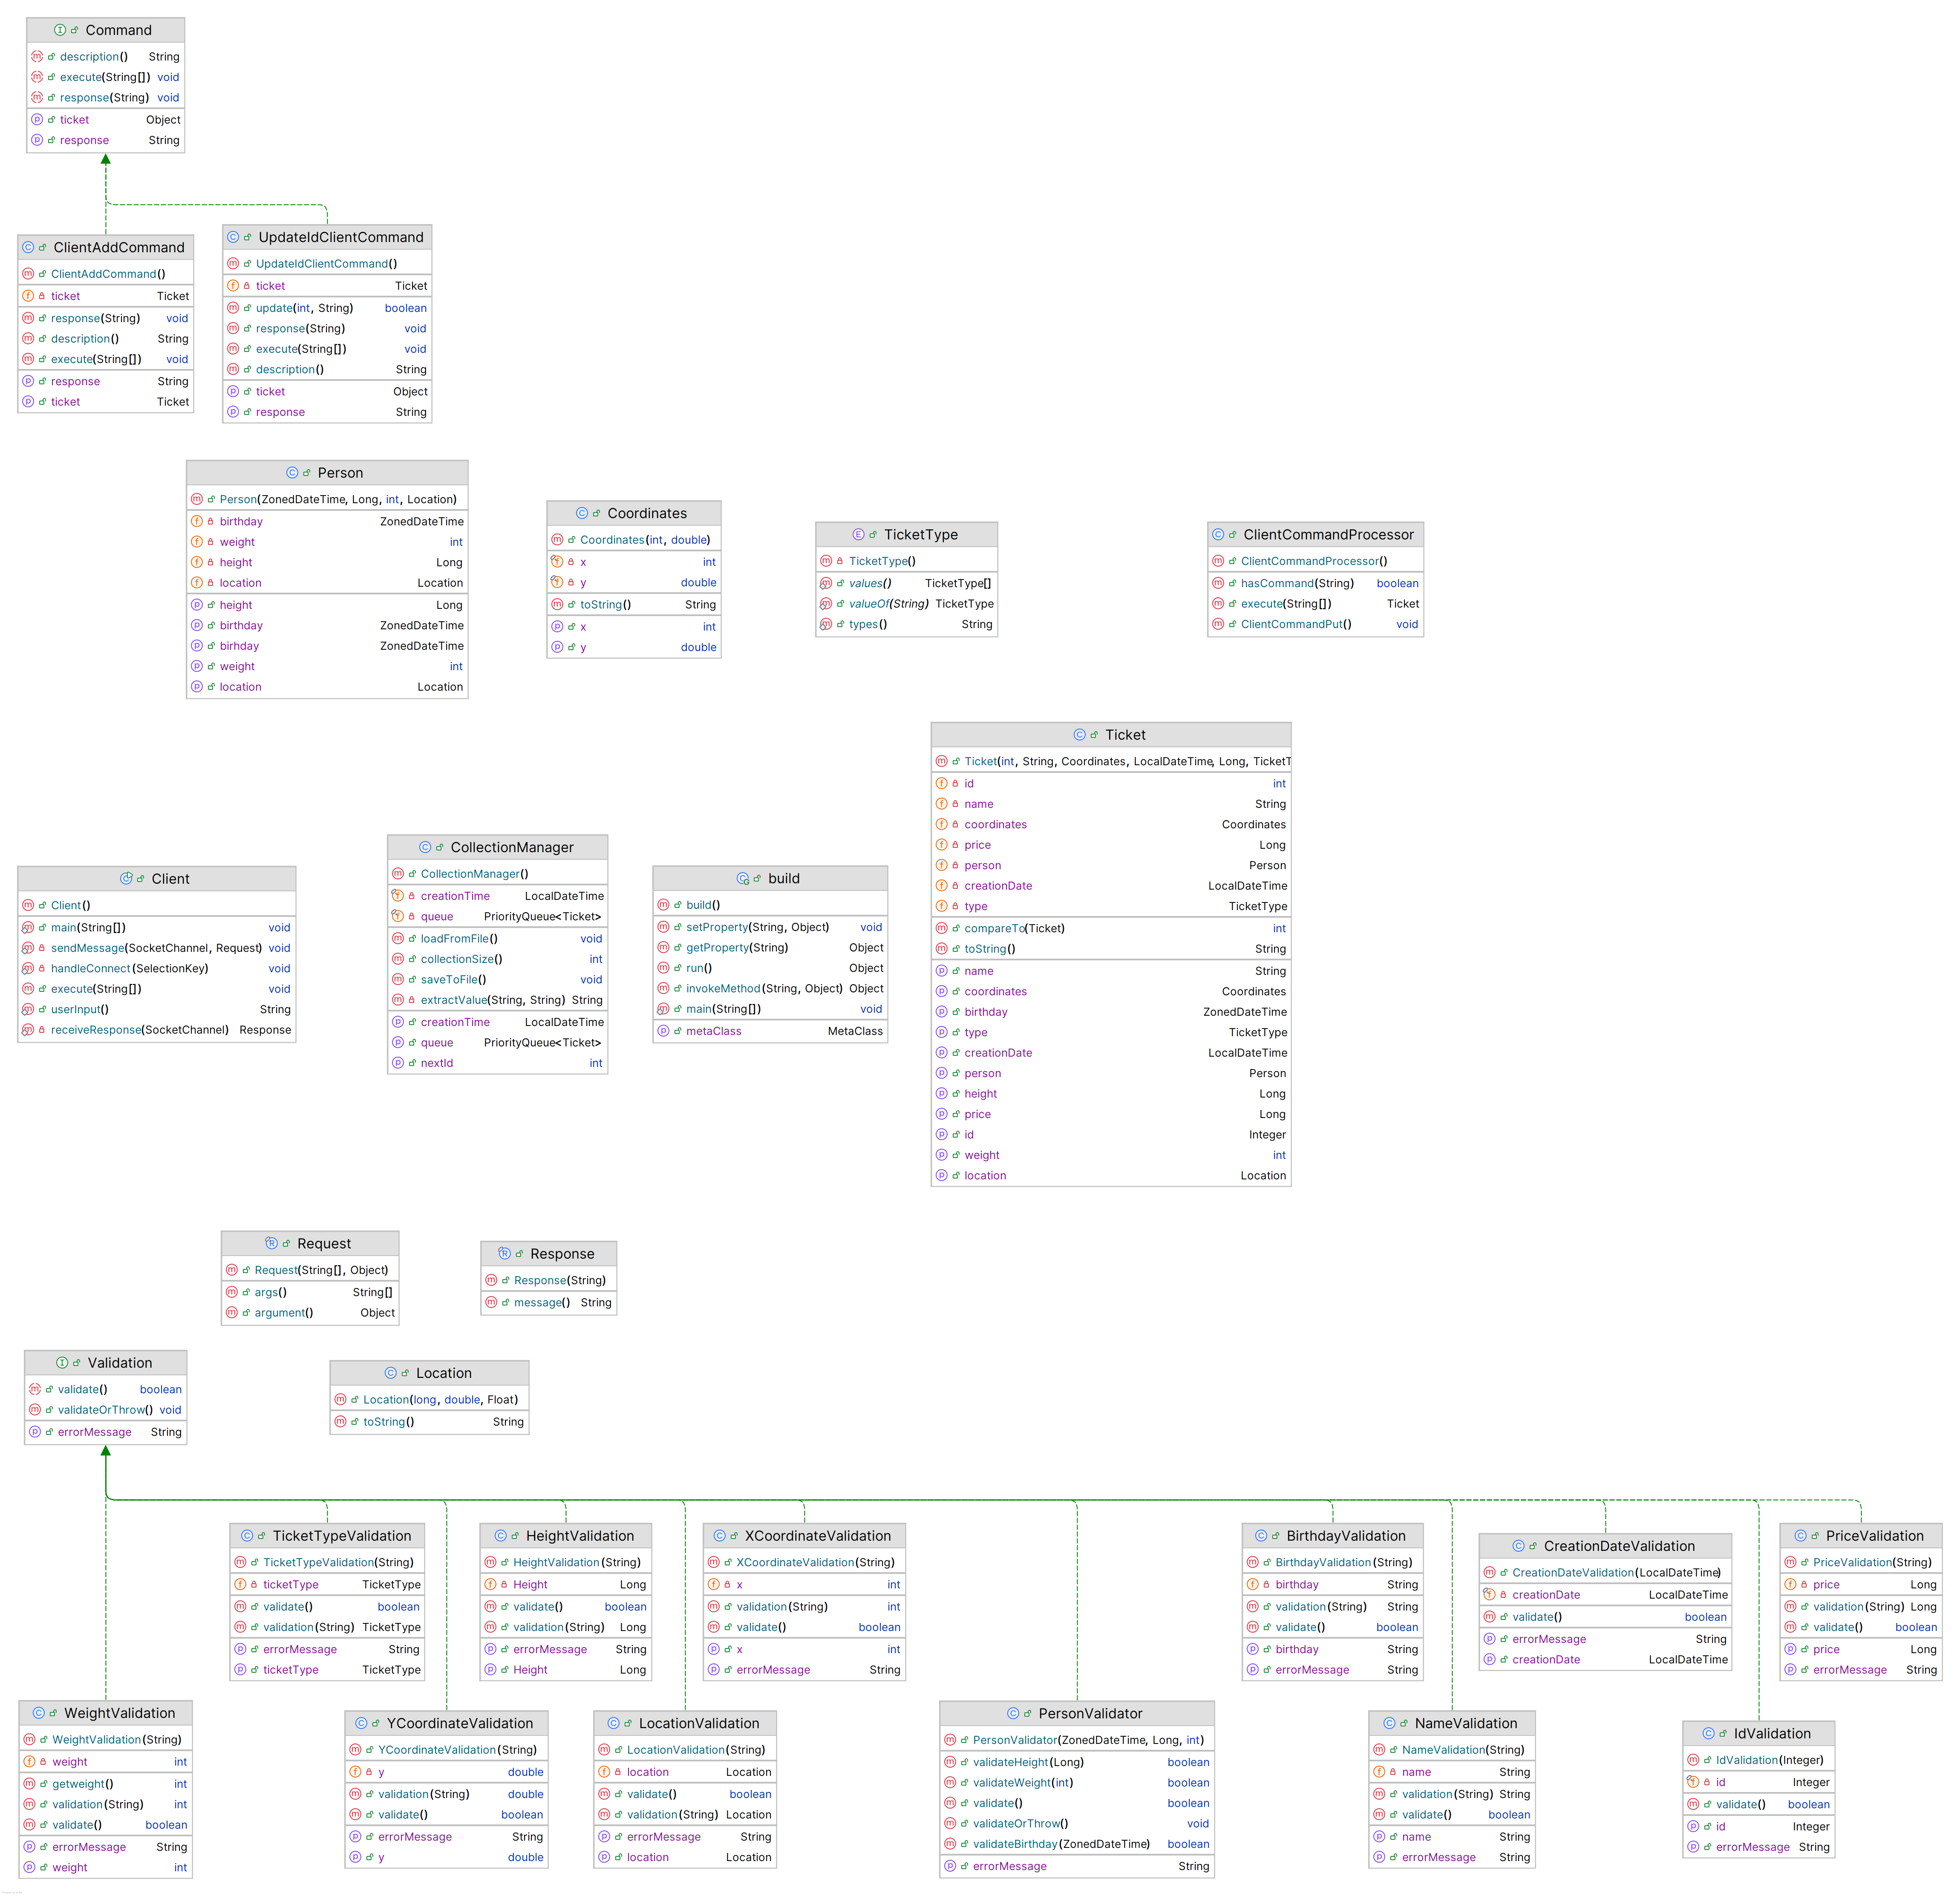 Command
description() String
execute(String[]) void
response(String) void
ticket Object
response String
ClientAddCommand
ClientAddCommand()
ticket Ticket
response(String) void
description() String
execute(String[]) void
response String
ticket Ticket
UpdateIdClientCommand
UpdateIdClientCommand()
ticket Ticket
update(int, String) boolean
response(String) void
execute(String[]) void
description() String
ticket Object
response String
Person
Person(ZonedDateTime, Long, int, Location)
birthday ZonedDateTime
weight int
height Long
location Location
height Long
birthday ZonedDateTime
birhday ZonedDateTime
weight int
location Location
Coordinates
Coordinates(int, double)
x int
y double
toString() String
x int
y double
TicketType
TicketType()
values() TicketType[]
valueOf(String) TicketType
types() String
ClientCommandProcessor
ClientCommandProcessor()
hasCommand(String) boolean
execute(String[]) Ticket
ClientCommandPut() void
Ticket
Ticket(int, String, Coordinates, LocalDateTime, Long, TicketT
id int
name String
coordinates Coordinates
price Long
person Person
creationDate LocalDateTime
type TicketType
compareTo(Ticket) int
toString() String
name String
coordinates Coordinates
birthday ZonedDateTime
type TicketType
creationDate LocalDateTime
person Person
height Long
price Long
id Integer
weight int
location Location
Client
Client()
main(String[]) void
sendMessage(SocketChannel, Request) void
handleConnect(SelectionKey) void
execute(String[]) void
userInput() String
receiveResponse(SocketChannel) Response
CollectionManager
CollectionManager()
creationTime LocalDateTime
queue PriorityQueue<Ticket>
loadFromFile() void
collectionSize() int
saveToFile() void
extractValue(String, String) String
creationTime LocalDateTime
queue PriorityQueue<Ticket>
nextId int
build
build()
setProperty(String, Object) void
getProperty(String) Object
run() Object
invokeMethod(String, Object) Object
main(String[]) void
metaClass MetaClass
Request
Request(String[], Object)
args() String[]
argument() Object
Response
Response(String)
message() String
Validation
validate() boolean
validateOrThrow() void
errorMessage String
Location
Location(long, double, Float)
toString() String
TicketTypeValidation
TicketTypeValidation(String)
ticketType TicketType
validate() boolean
validation(String) TicketType
errorMessage String
ticketType TicketType
HeightValidation
HeightValidation(String)
Height Long
validate() boolean
validation(String) Long
errorMessage String
Height Long
XCoordinateValidation
XCoordinateValidation(String)
x int
validation(String) int
validate() boolean
x int
errorMessage String
BirthdayValidation
BirthdayValidation(String)
birthday String
validation(String) String
validate() boolean
birthday String
errorMessage String
CreationDateValidation
CreationDateValidation(LocalDateTime)
creationDate LocalDateTime
validate() boolean
errorMessage String
creationDate LocalDateTime
PriceValidation
PriceValidation(String)
price Long
validation(String) Long
validate() boolean
price Long
errorMessage String
WeightValidation
WeightValidation(String)
weight int
getweight() int
validation(String) int
validate() boolean
errorMessage String
weight int
YCoordinateValidation
YCoordinateValidation(String)
y double
validation(String) double
validate() boolean
errorMessage String
y double
LocationValidation
LocationValidation(String)
location Location
validate() boolean
validation(String) Location
errorMessage String
location Location
PersonValidator
PersonValidator(ZonedDateTime, Long, int)
validateHeight(Long) boolean
validateWeight(int) boolean
validate() boolean
validateOrThrow() void
validateBirthday(ZonedDateTime) boolean
errorMessage String
NameValidation
NameValidation(String)
name String
validation(String) String
validate() boolean
name String
errorMessage String
IdValidation
IdValidation(Integer)
id Integer
validate() boolean
id Integer
errorMessage String